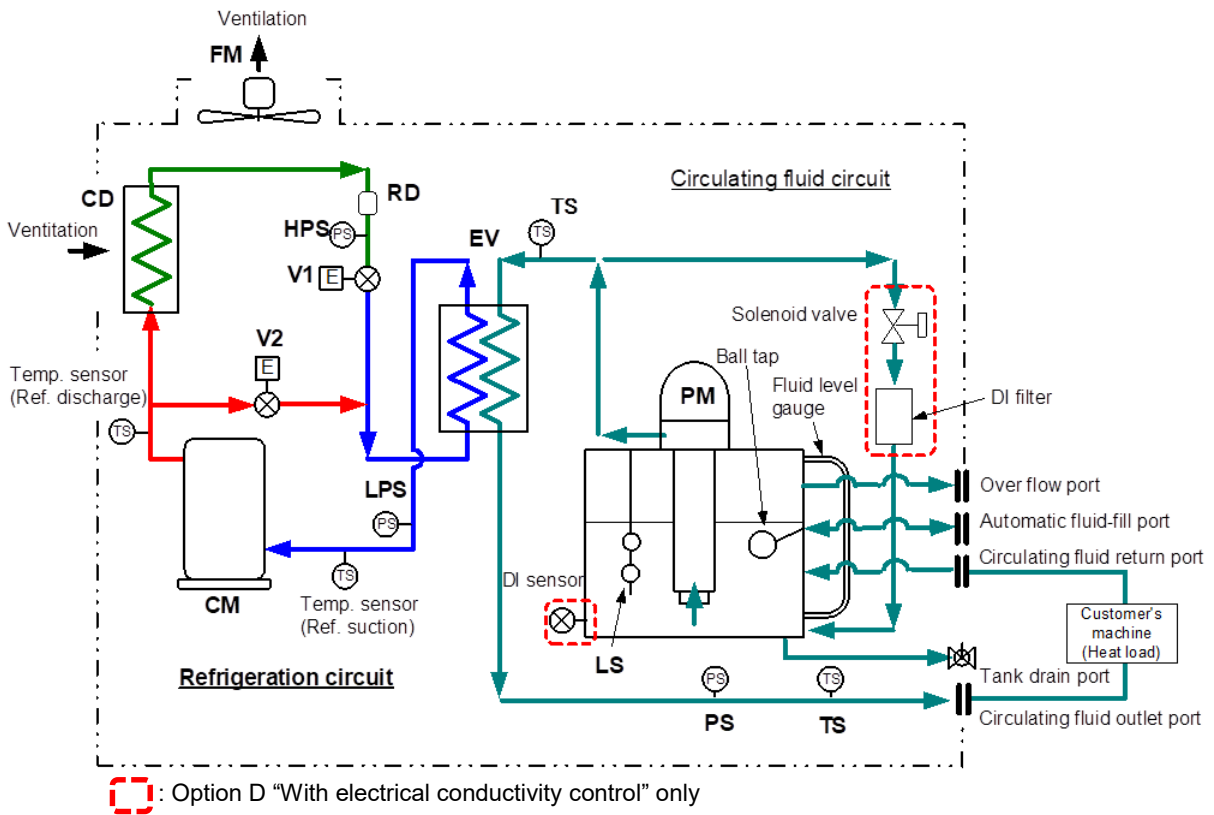 Ventilation
FM
CD
Ventitation
RD
HPS
PS
V1
E
V2
E
Temp. sensor
(Ref. discharge)
TS
EV
TS
TS
Circulating fluid circuit
Solenoid valve
Ball tap
Fluid level
gauge
PM
DI filter
LPS
PS
Over flow port
Automatic fluid-fill port
Circulating fluid return port
CM
TS
Temp. sensor
(Ref. suction)
DI sensor
LS
Customer's
machine
(Heat load)
Refrigeration circuit
PS
PS
TS
TS
Tank drain port
Circulating fluid outlet port
: Option D “With electrical conductivity control” only